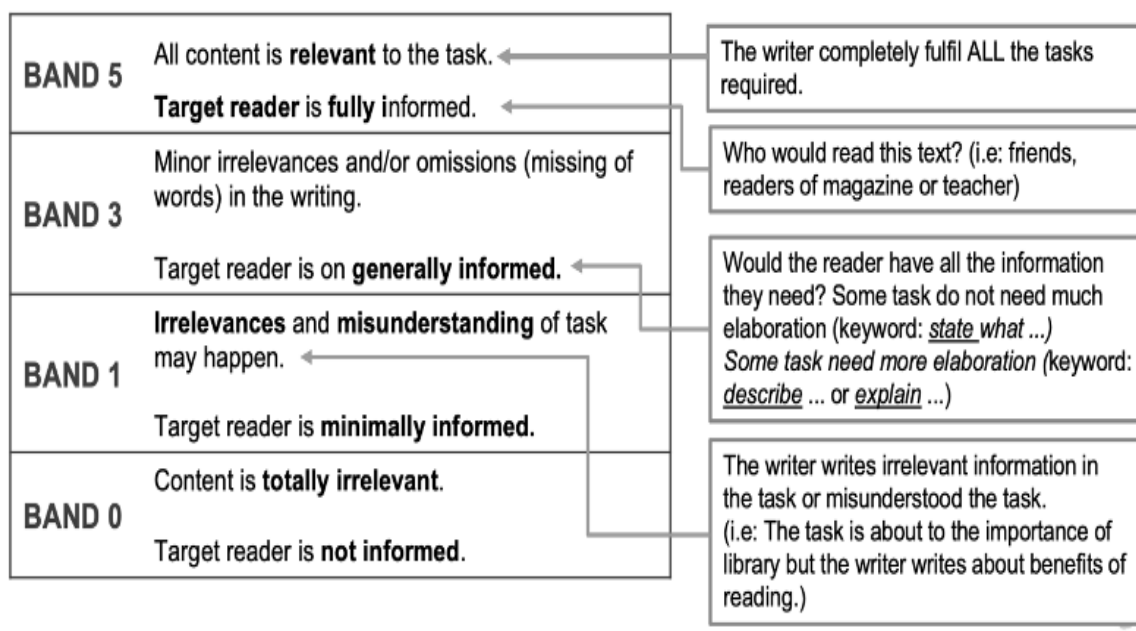 BAND 5
All content is relevant to the task.
Target reader is fully informed.
The writer completely fulfil ALL the tasks
required.
Who would read this text? (i.e: friends,
readers of magazine or teacher)
BAND 3
Minor irrelevances and/or omissions (missing of
words) in the writing.
Target reader is on generally informed.
Would the reader have all the information
they need? Some task do not need much
elaboration (keyword: state what ...)
Some task need more elaboration (keyword:
describe ... or explain ...)
BAND 1
Irrelevances and misunderstanding of task
may happen.
Target reader is minimally informed.
The writer writes irrelevant information in
the task or misunderstood the task.
(i.e: The task is about to the importance of
library but the writer writes about benefits of
reading.)
BAND 0
Content is totally irrelevant.
Target reader is not informed.